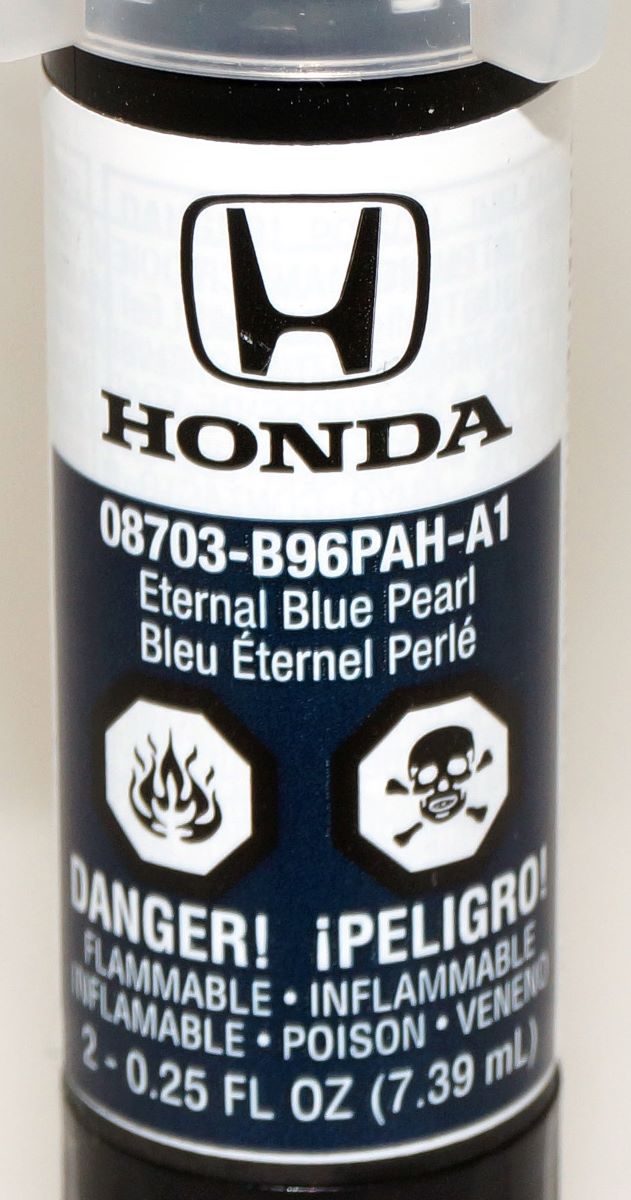 HONDA
08703-B96PAH-A1
Eternal Blue Pearl
Bleu Éternel Perlé
DANGER! ¡PELIGRO!
FLAMMABLE • INFLAMMABLE
INFLAMABLE • POISON • VENENO
2 - 0.25 FL OZ (7.39 mL)